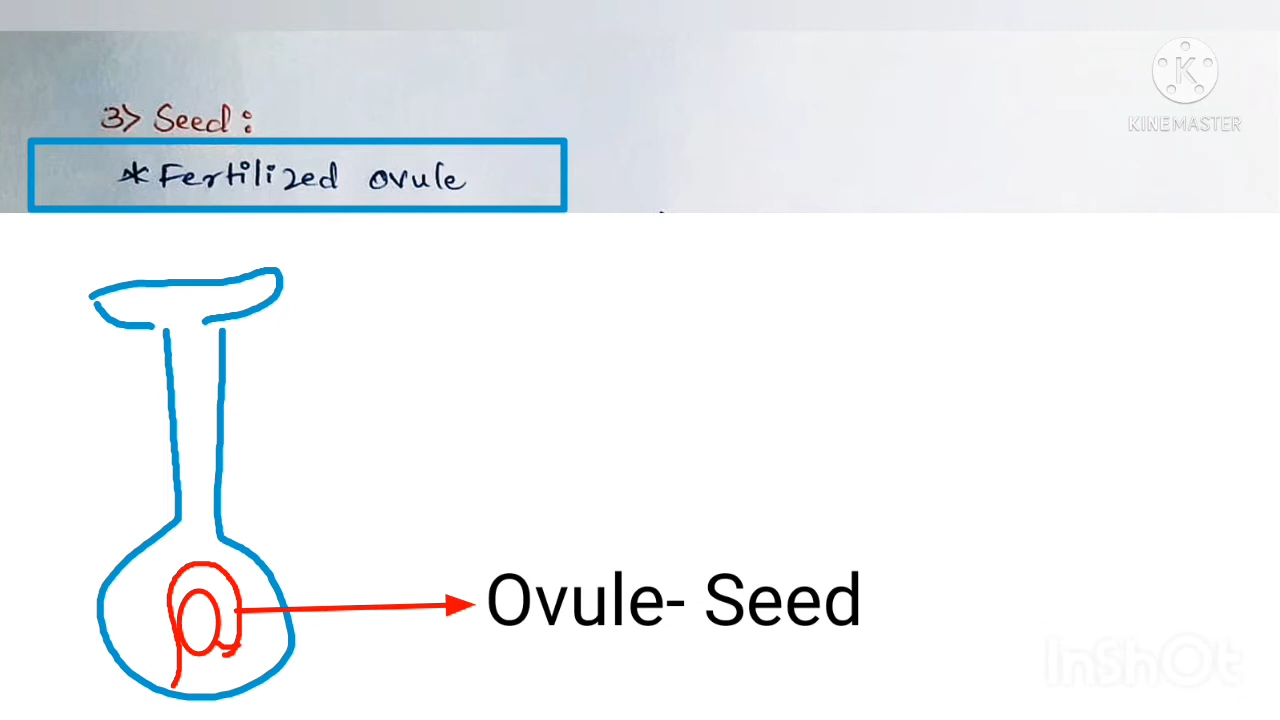 3> Seed :
* Fertilized ovule
K
KINEMASTER
Ovule- Seed
InShOt